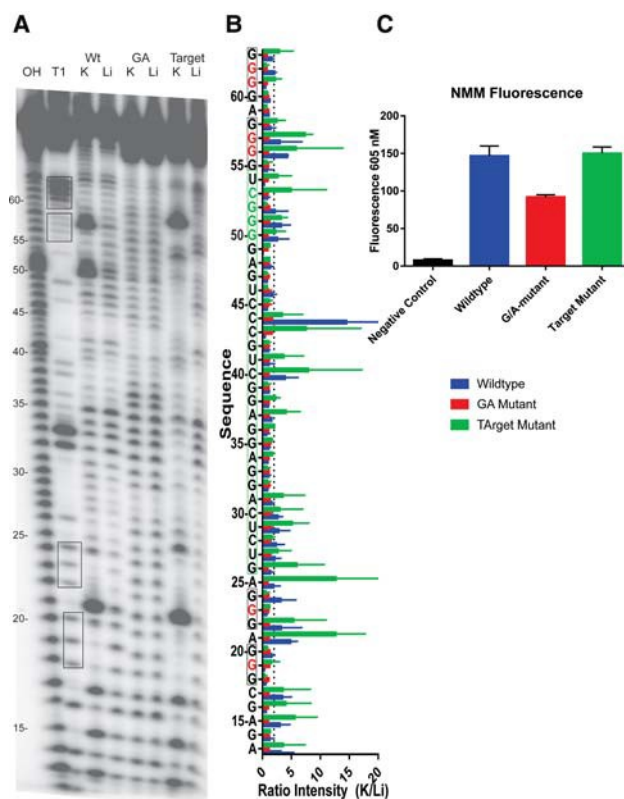 A
B
C
Wt GA Target
OH T1 K Li K Li K Li
60-
55-
50-
45-
40-
35-
30-
25-
20-
15-
Sequence
G
G
G
60-G
A
G
G
G
55-G
U
C
G
G
50-G
G
A
G
U
45-C
C
C
G
U
40-C
G
G
A
G
35-G
A
G
G
A
30-C
U
C
U
G
25-A
G
G
G
A
20-G
G
G
C
G
15-A
G
A
0 5 10 15 20
Ratio Intensity (K/Li)
NMM Fluorescence
Fluorescence 605 nM
200
150
100
50
0
Negative Control
Wildtype
G/A-mutant
Target Mutant
Wildtype
GA Mutant
TArget Mutant